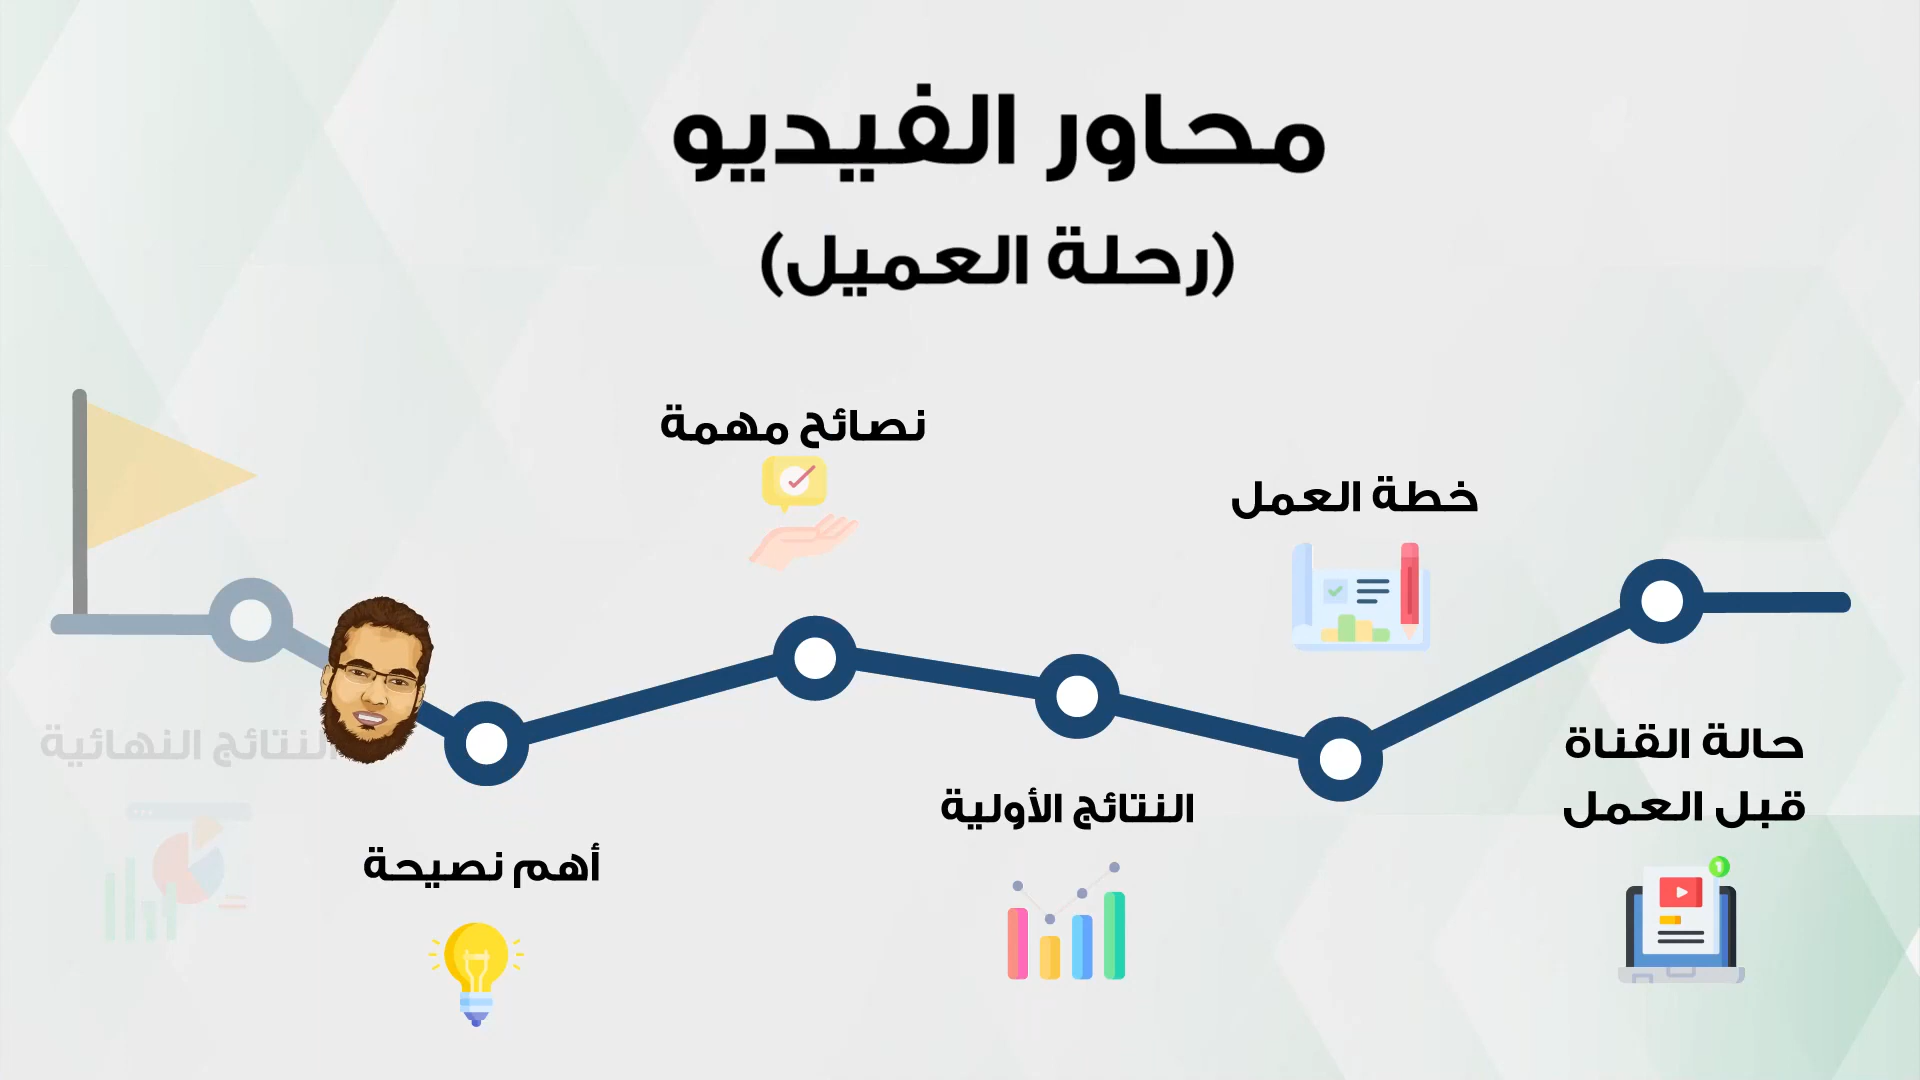 محاور الفيديو
(رحلة العميل)
حالة القناة
قبل العمل
خطة العمل
النتائج الأولية
نصائح مهمة
أهم نصيحة
النتائج النهائية